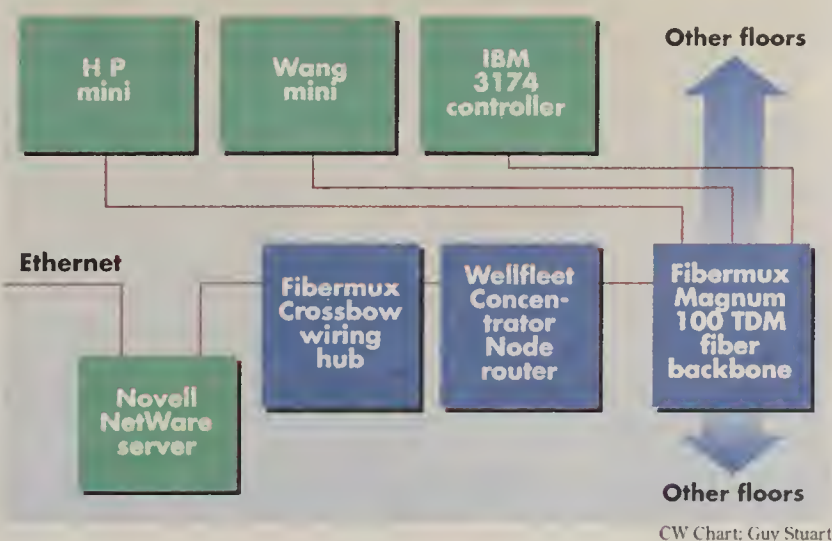 H P
mini
Wang
mini
IBM
3174
controller
Other floors
Ethernet
Fibermux
Crossbow
wiring
hub
Wellfleet
Concen-
trator
Node
router
Fibermux
Magnum
100 TDM
fiber
backbone
Novell
NetWare
server
Other floors
CW Chart: Guy Stuart